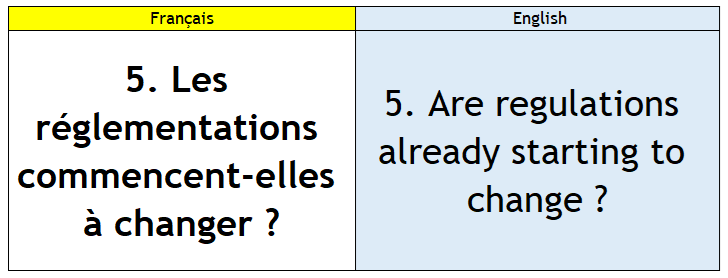 Français
English
5. Les
réglementations
commencent-elles
à changer ?
5. Are regulations
already starting to
change ?